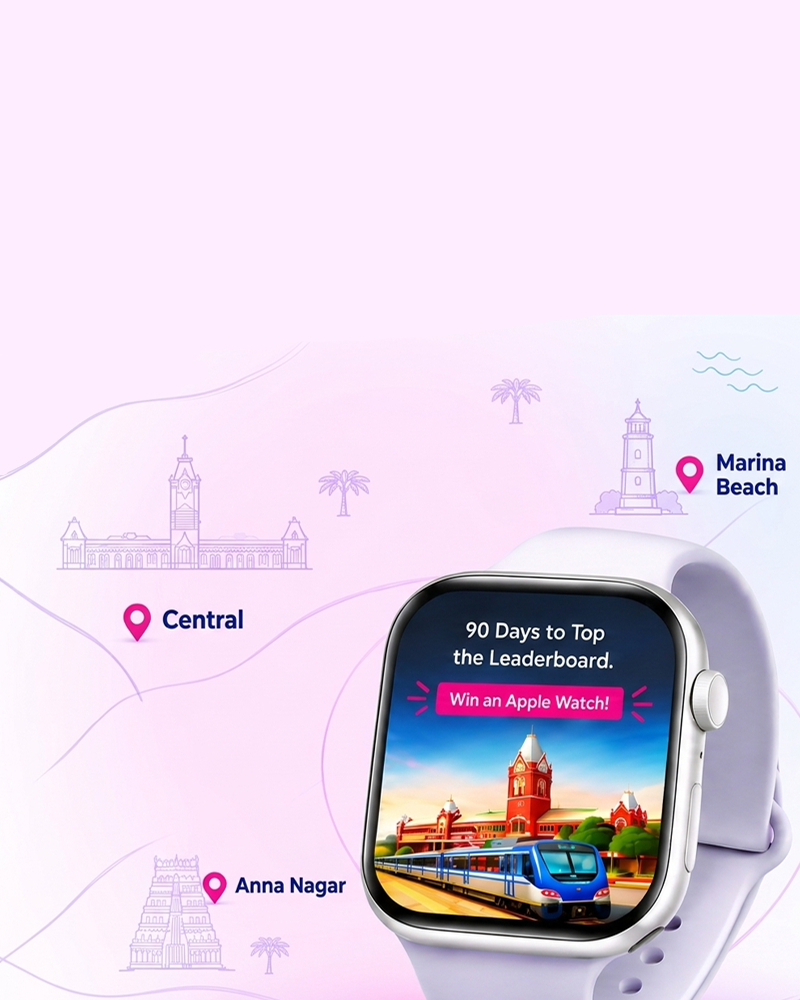 Marina
Beach
Central
90 Days to Top
the Leaderboard.
Win an Apple Watch!
Anna Nagar